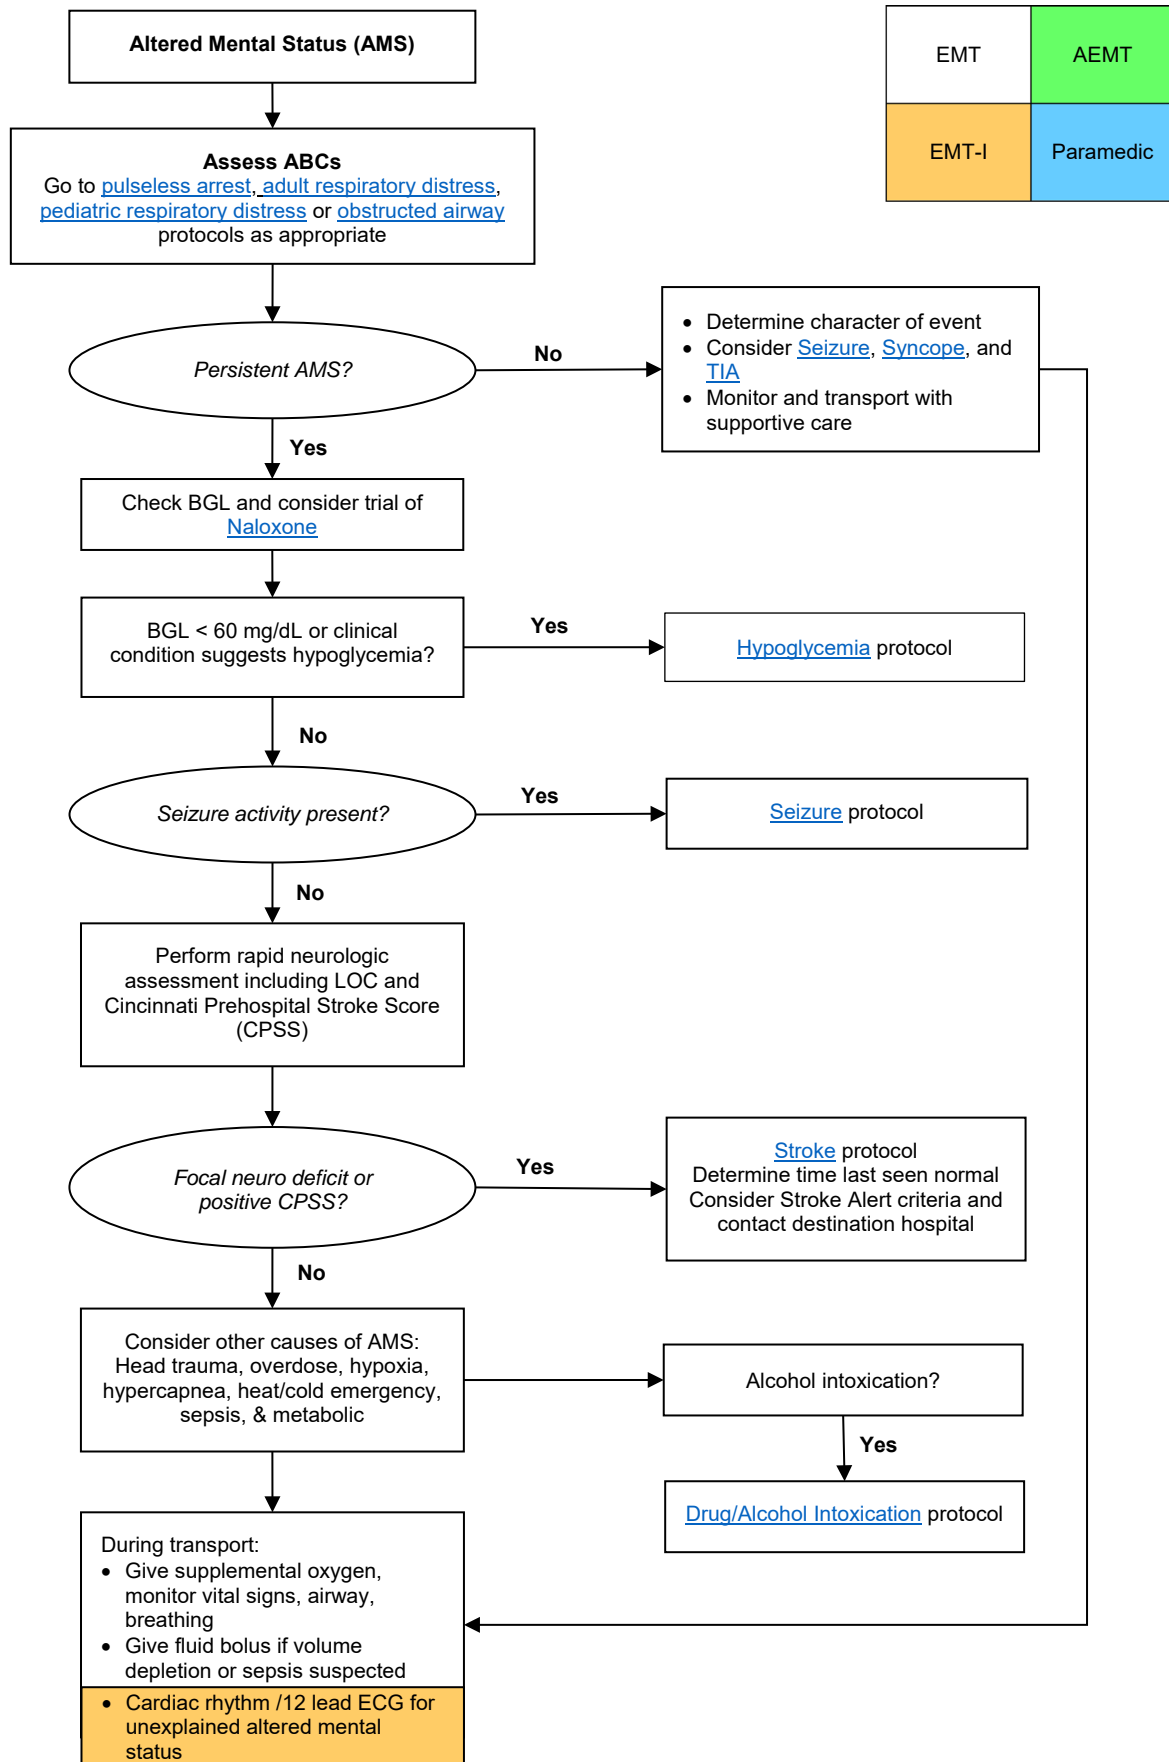 Altered Mental Status (AMS)
EMT
AEMT
EMT-I
Paramedic
Assess ABCs
Go to pulseless arrest, adult respiratory distress,
pediatric respiratory distress or obstructed airway
protocols as appropriate
Persistent AMS?
No
• Determine character of event
• Consider Seizure, Syncope, and
TIA
• Monitor and transport with
supportive care
Yes
Check BGL and consider trial of
Naloxone
BGL < 60 mg/dL or clinical
condition suggests hypoglycemia?
Yes
Hypoglycemia protocol
No
Seizure activity present?
Yes
Seizure protocol
No
Perform rapid neurologic
assessment including LOC and
Cincinnati Prehospital Stroke Score
(CPSS)
Focal neuro deficit or
positive CPSS?
Yes
Stroke protocol
Determine time last seen normal
Consider Stroke Alert criteria and
contact destination hospital
No
Consider other causes of AMS:
Head trauma, overdose, hypoxia,
hypercapnea, heat/cold emergency,
sepsis, & metabolic
Alcohol intoxication?
Yes
Drug/Alcohol Intoxication protocol
During transport:
• Give supplemental oxygen,
monitor vital signs, airway,
breathing
• Give fluid bolus if volume
depletion or sepsis suspected
• Cardiac rhythm /12 lead ECG for
unexplained altered mental
status